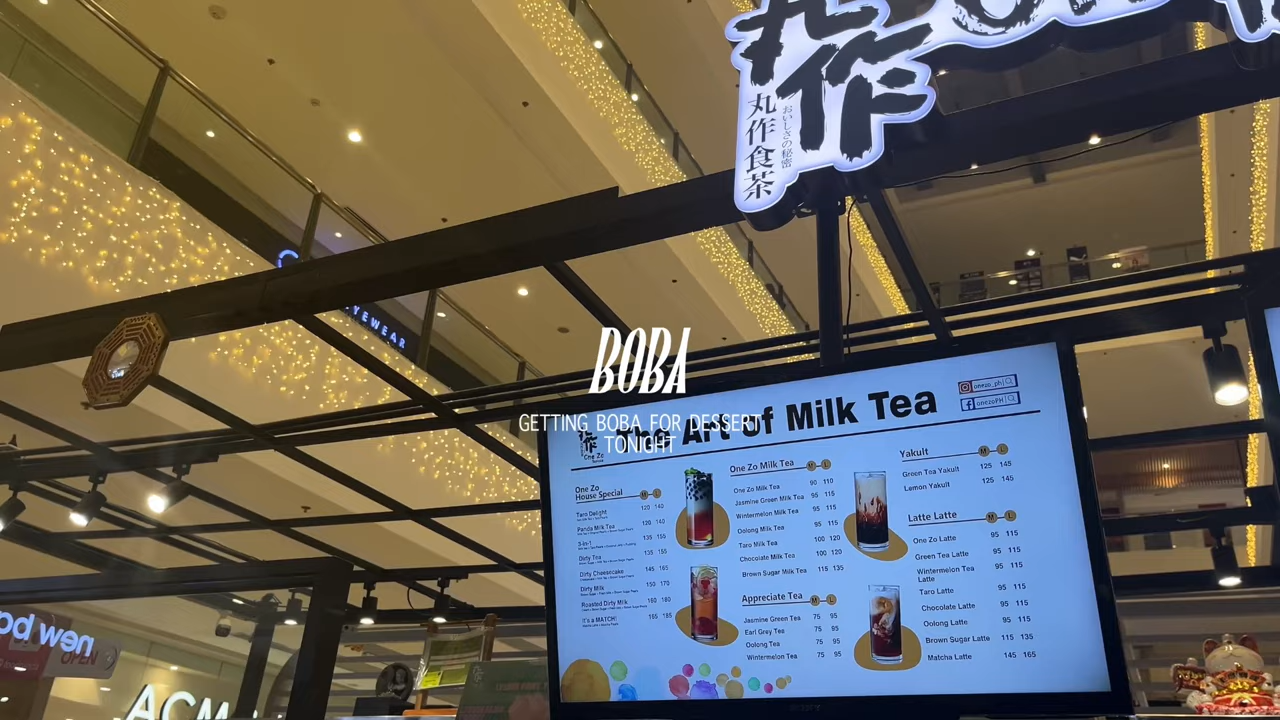 丸作
丸作食茶
おいしさの秘密
EYEWEAR
BOBA
GETTING BOBA FOR DESSERT
TONIGHT
The Art of Milk Tea
onezo_ph
onezoPH
One Zo
House Special M L
Taro Delight 120 140
Panda Milk Tea 120 140
3-in-1 135 155
Dirty Tea 135 155
Dirty Cheesecake 145 165
Dirty Milk 150 170
Roasted Dirty Milk 160 180
It's a MATCH! 165 185
One Zo Milk Tea M L
One Zo Milk Tea 90 110
Jasmine Green Milk Tea 95 115
Wintermelon Milk Tea 95 115
Oolong Milk Tea 95 115
Taro Milk Tea 100 120
Chocolate Milk Tea 100 120
Brown Sugar Milk Tea 115 135
Appreciate Tea M L
Jasmine Green Tea 75 95
Earl Grey Tea 75 95
Oolong Tea 75 95
Wintermelon Tea 75 95
Yakult M L
Green Tea Yakult 125 145
Lemon Yakult 125 145
Latte Latte M L
One Zo Latte 95 115
Green Tea Latte 95 115
Wintermelon Tea
Latte 95 115
Taro Latte 95 115
Chocolate Latte 95 115
Oolong Latte 95 115
Brown Sugar Latte 115 135
Matcha Latte 145 165
OPEN
ACM
SONY